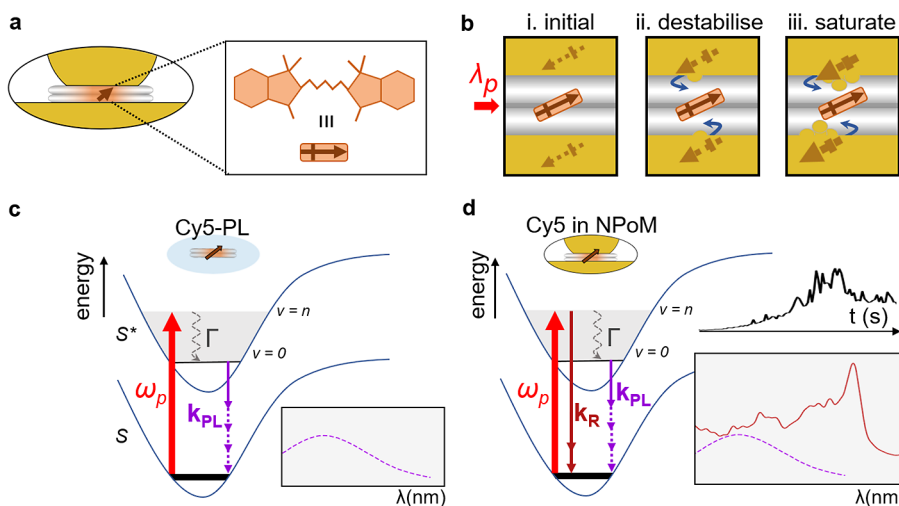 a
III
b
i. initial
ii. destabilise
iii. saturate
λp
c
Cy5-PL
energy
v = n
Γ
S*
v = 0
ωp
kPL
S
λ(nm)
d
Cy5 in NPoM
energy
v = n
Γ
S*
v = 0
ωp
kR
kPL
S
t (s)
λ(nm)